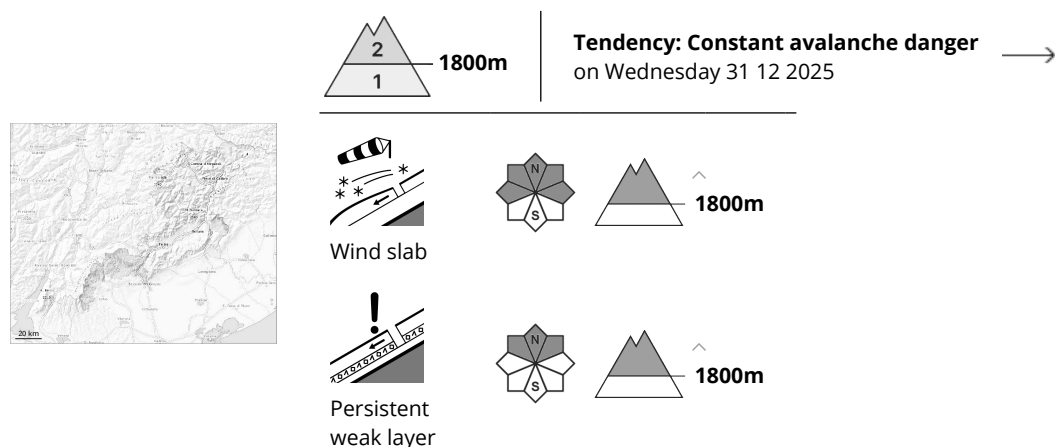 2
1
1800m
Tendency: Constant avalanche danger
on Wednesday 31 12 2025
20 km
N
S
1800m
Wind slab
N
S
1800m
Persistent
weak layer